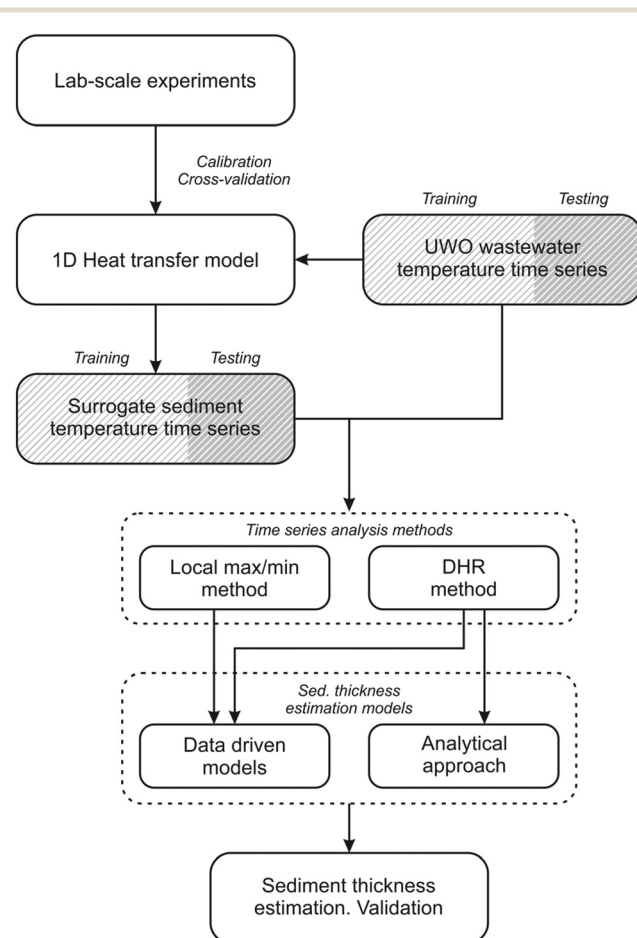 Lab-scale experiments
Calibration
Cross-validation
Training
Testing
1D Heat transfer model
UWO wastewater
temperature time series
Training
Testing
Surrogate sediment
temperature time series
Time series analysis methods
Local max/min
method
DHR
method
Sed. thickness
estimation models
Data driven
models
Analytical
approach
Sediment thickness
estimation. Validation